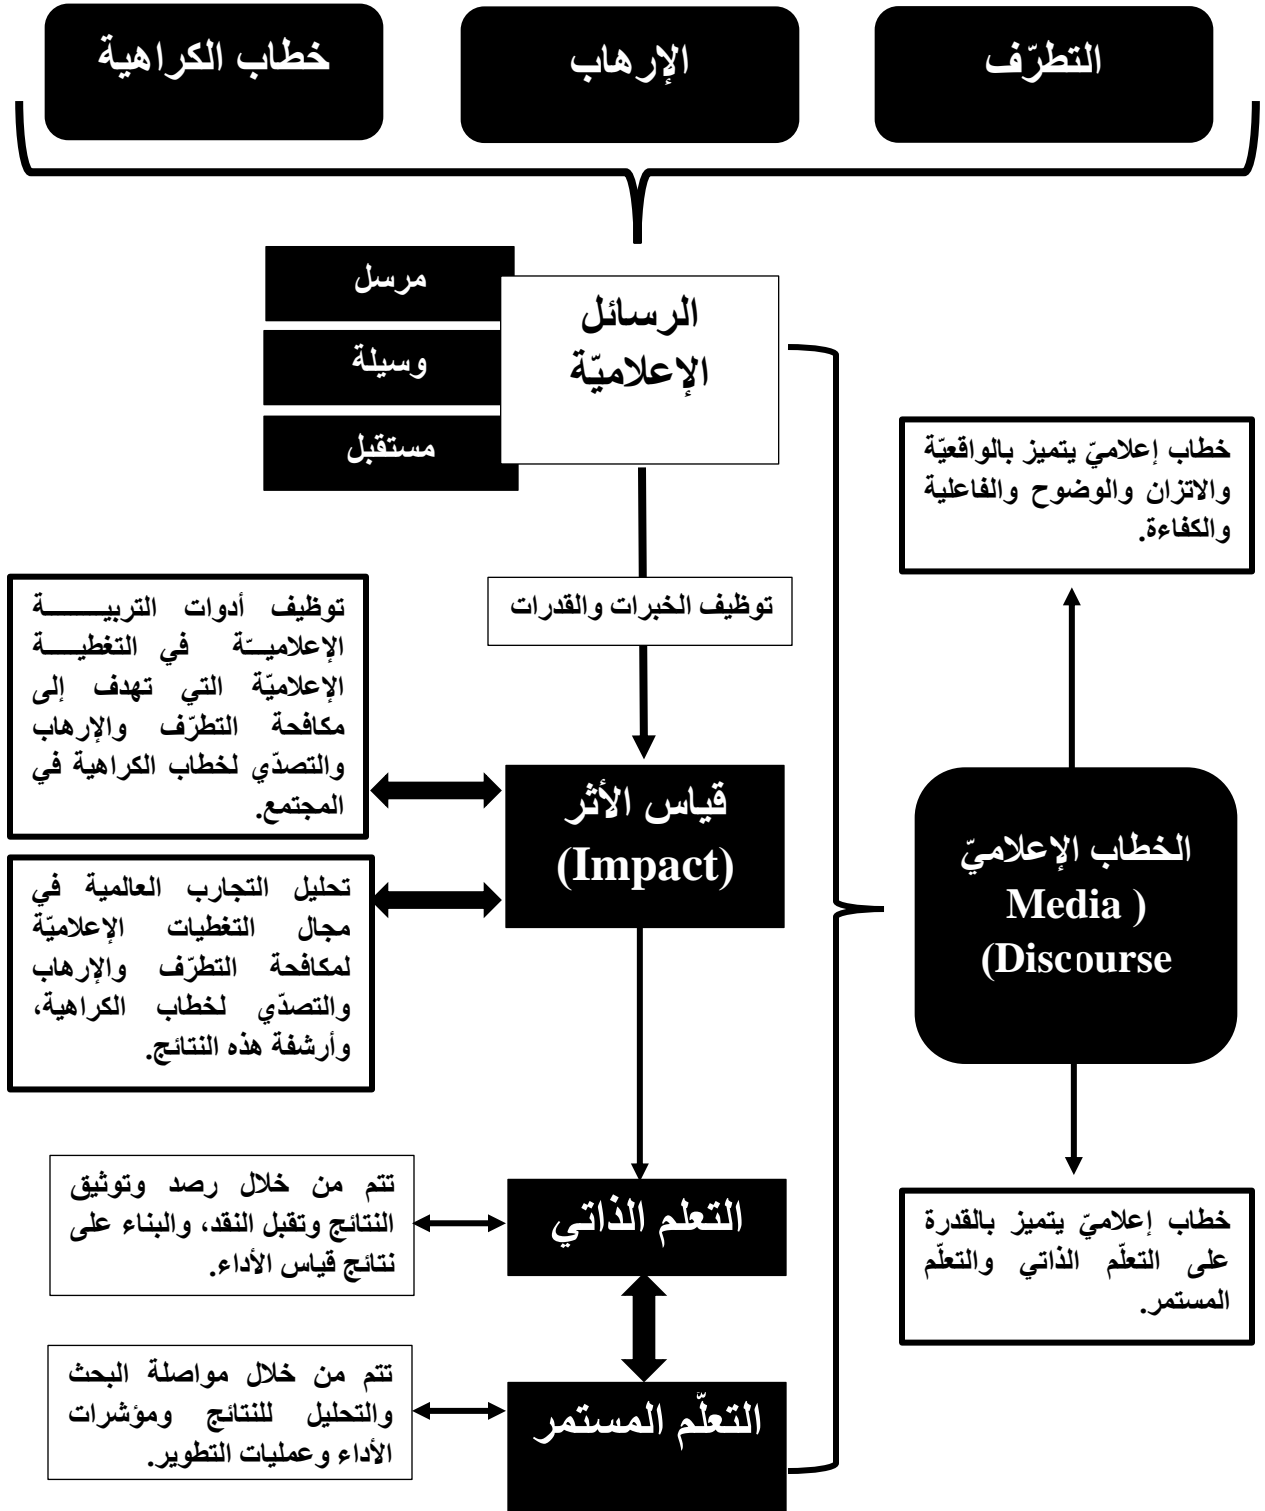 التطرّف
الإرهاب
خطاب الكراهية
مرسل
وسيلة
مستقبل
الرسائل
الإعلاميّة
توظيف الخبرات والقدرات
خطاب إعلاميّ يتميز بالواقعيّة
والاتزان والوضوح والفاعلية
والكفاءة.
توظيف أدوات التربيـــــــة
الإعلاميــّة في التغطيــــة
الإعلاميّة التي تهدف إلى
مكافحة التطرّف والإرهاب
والتصدّي لخطاب الكراهية في
المجتمع.
قياس الأثر
(Impact)
الخطاب الإعلاميّ
Media )
(Discourse
تحليل التجارب العالمية في
مجال التغطيات الإعلاميّة
لمكافحة التطرّف والإرهاب
والتصدّي لخطاب الكراهية،
وأرشفة هذه النتائج.
التعلم الذاتي
تتم من خلال رصد وتوثيق
النتائج وتقبل النقد، والبناء على
نتائج قياس الأداء.
خطاب إعلاميّ يتميز بالقدرة
على التعلّم الذاتي والتعلّم
المستمر.
التعلّم المستمر
تتم من خلال مواصلة البحث
والتحليل للنتائج ومؤشرات
الأداء وعمليات التطوير.